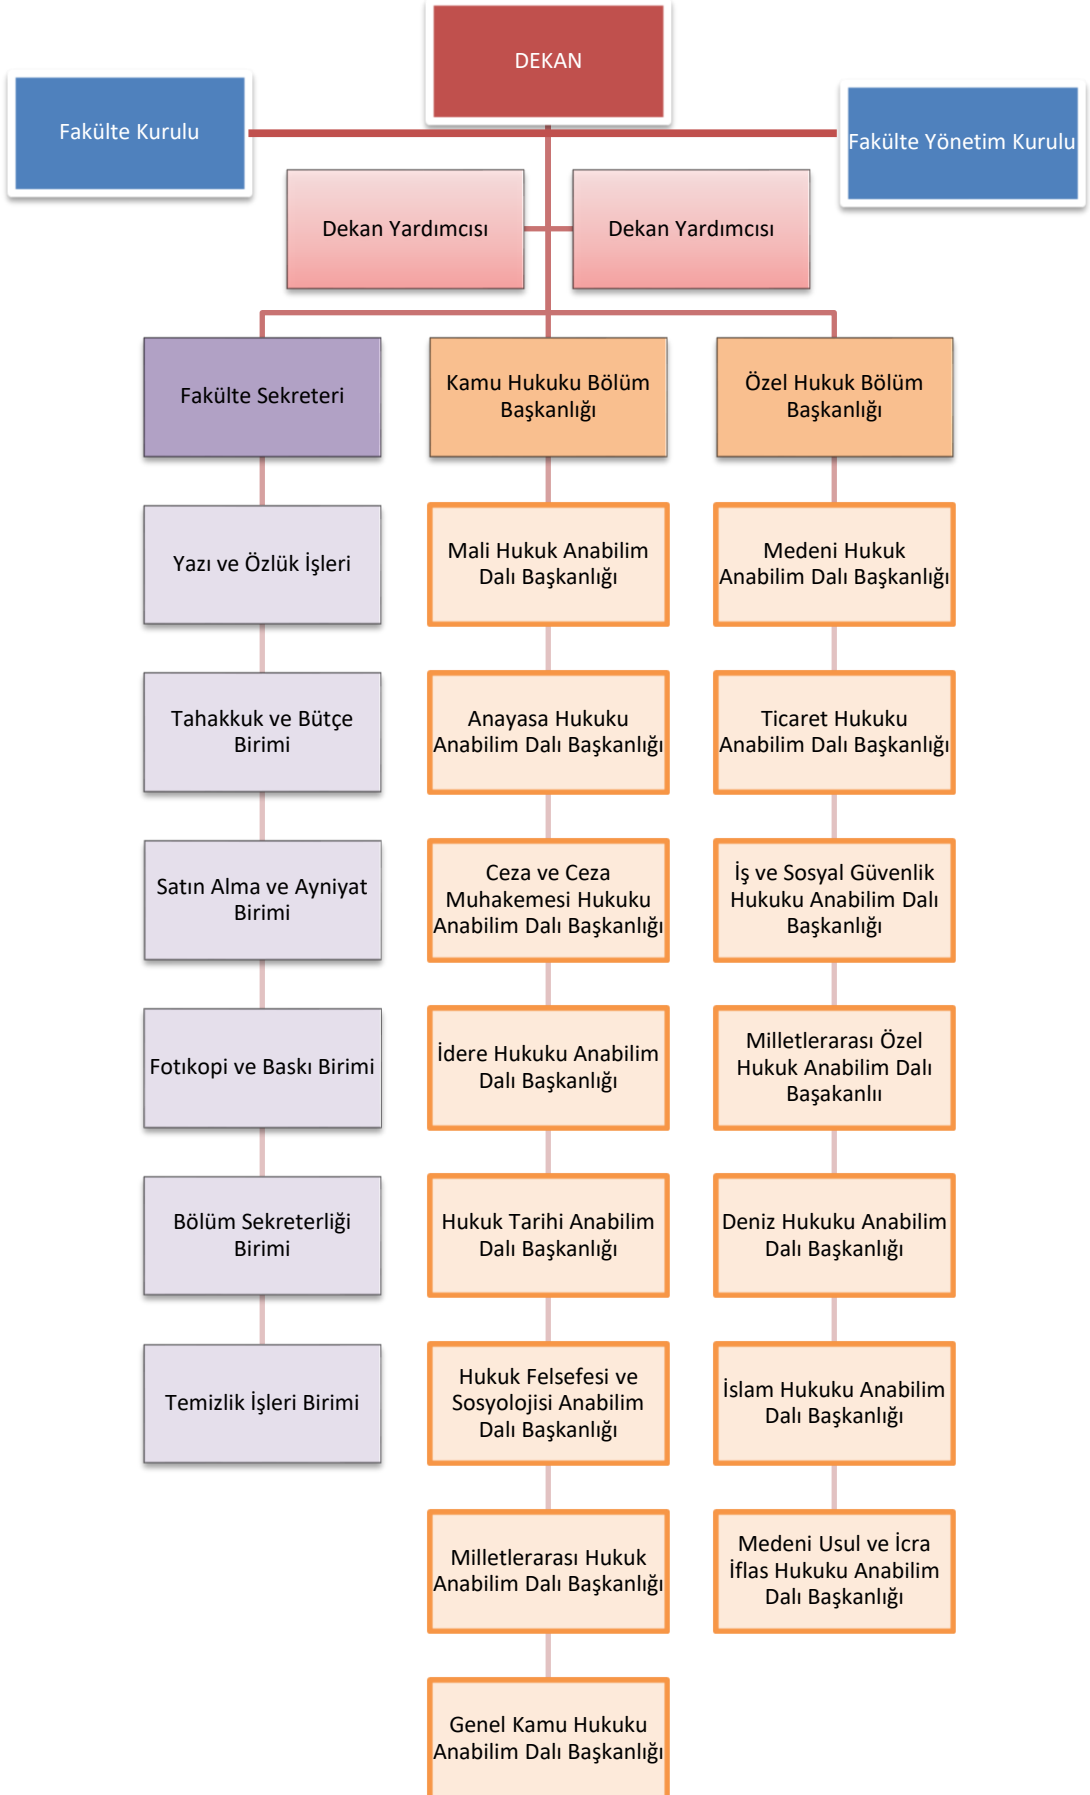 DEKAN
Fakülte Kurulu
Fakülte Yönetim Kurulu
Dekan Yardımcısı
Dekan Yardımcısı
Fakülte Sekreteri
Yazı ve Özlük İşleri
Tahakkuk ve Bütçe
Birimi
Satın Alma ve Ayniyat
Birimi
Fotıkopi ve Baskı Birimi
Bölüm Sekreterliği
Birimi
Temizlik İşleri Birimi
Kamu Hukuku Bölüm
Başkanlığı
Mali Hukuk Anabilim
Dalı Başkanlığı
Anayasa Hukuku
Anabilim Dalı Başkanlığı
Ceza ve Ceza
Muhakemesi Hukuku
Anabilim Dalı Başkanlığı
İdere Hukuku Anabilim
Dalı Başkanlığı
Hukuk Tarihi Anabilim
Dalı Başkanlığı
Hukuk Felsefesi ve
Sosyolojisi Anabilim
Dalı Başkanlığı
Milletlerarası Hukuk
Anabilim Dalı Başkanlığı
Genel Kamu Hukuku
Anabilim Dalı Başkanlığı
Özel Hukuk Bölüm
Başkanlığı
Medeni Hukuk
Anabilim Dalı Başkanlığı
Ticaret Hukuku
Anabilim Dalı Başkanlığı
İş ve Sosyal Güvenlik
Hukuku Anabilim Dalı
Başkanlığı
Milletlerarası Özel
Hukuk Anabilim Dalı
Başakanlıı
Deniz Hukuku Anabilim
Dalı Başkanlığı
İslam Hukuku Anabilim
Dalı Başkanlığı
Medeni Usul ve İcra
İflas Hukuku Anabilim
Dalı Başkanlığı